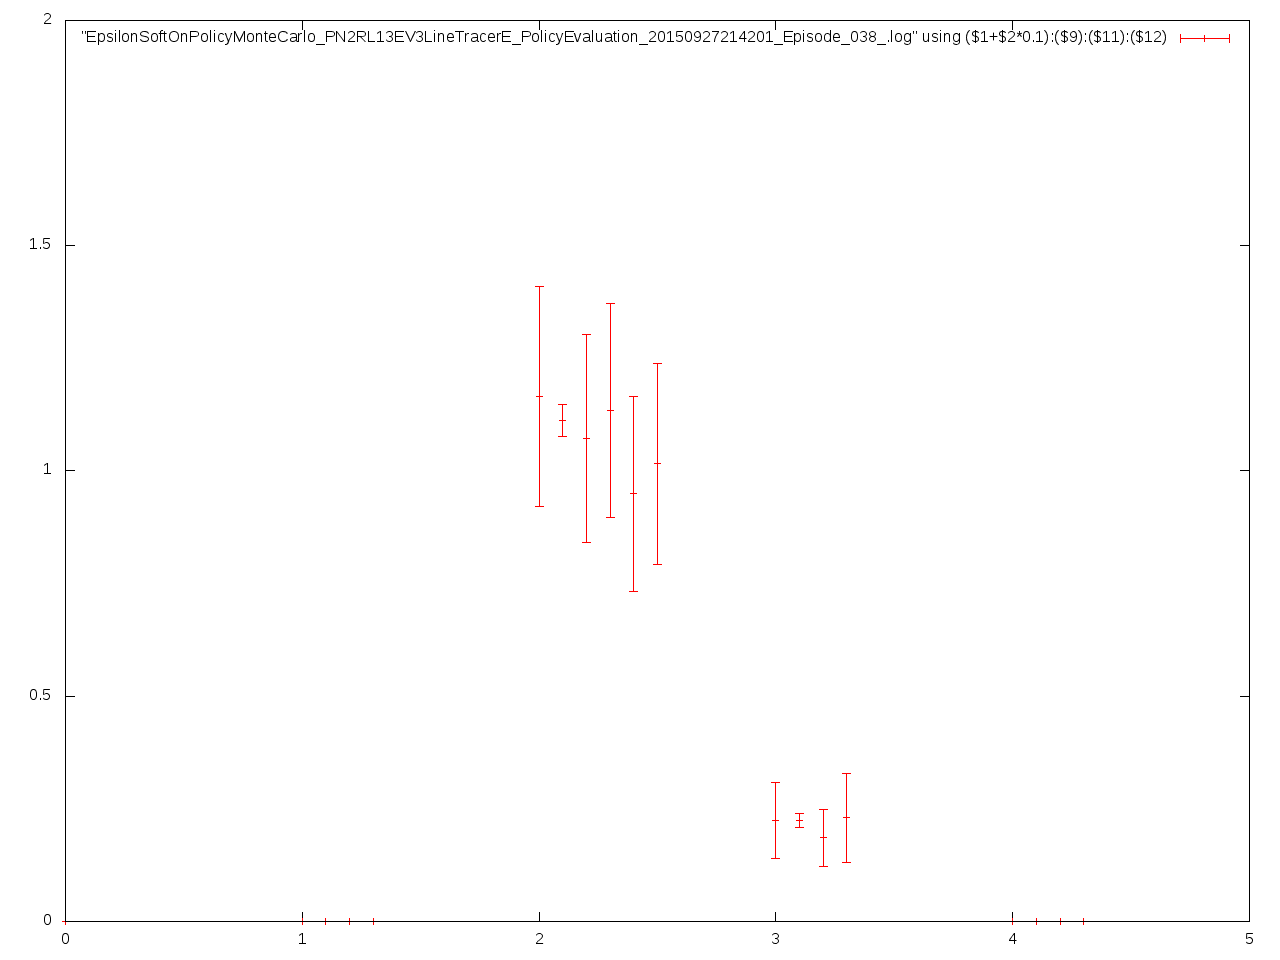 2
"EpsilonSoftOnPolicyMonteCarlo_PN2RL13EV3LineTracerE_PolicyEvaluation_20150927214201_Episode_038_.log" using ($1+$2*0.1):($9):($11):($12)
1.5
1
0.5
0
0 1 2 3 4 5